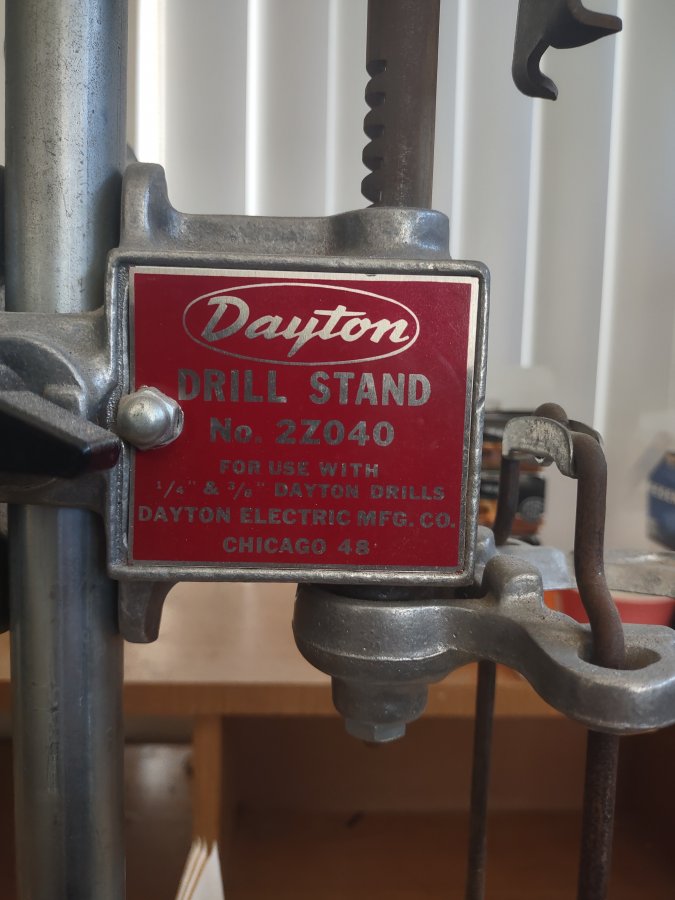 Dayton
DRILL STAND
No. 2Z040
FOR USE WITH
1/4" & 3/8" DAYTON DRILLS
DAYTON ELECTRIC MFG. CO.
CHICAGO 48